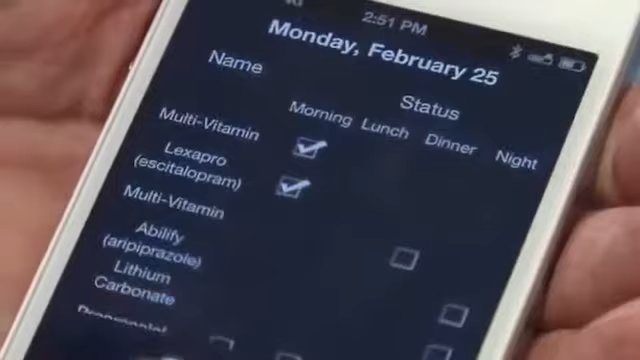 2:51 PM
Monday, February 25
Name
Status
Morning Lunch Dinner Night
Multi-Vitamin
Lexapro
(escitalopram)
Multi-Vitamin
Abilify
(aripiprazole)
Lithium
Carbonate